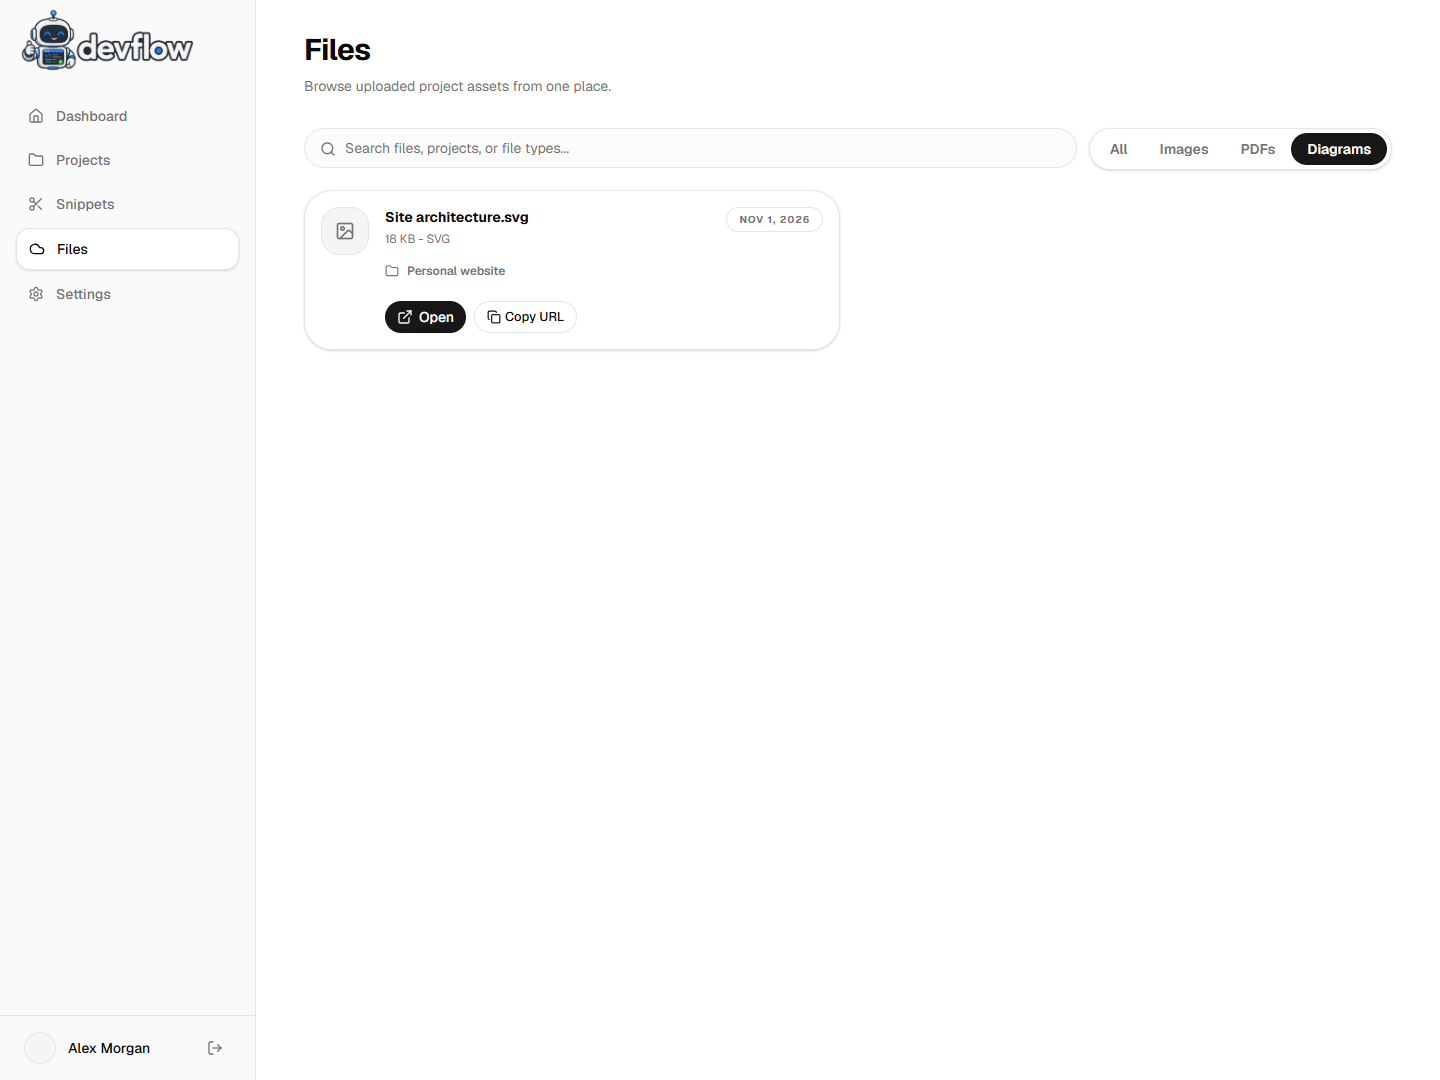 devflow
Dashboard
Projects
Snippets
Files
Settings
Alex Morgan
Files
Browse uploaded project assets from one place.
Search files, projects, or file types...
All Images PDFs Diagrams
Site architecture.svg
NOV 1, 2026
18 KB - SVG
Personal website
Open Copy URL